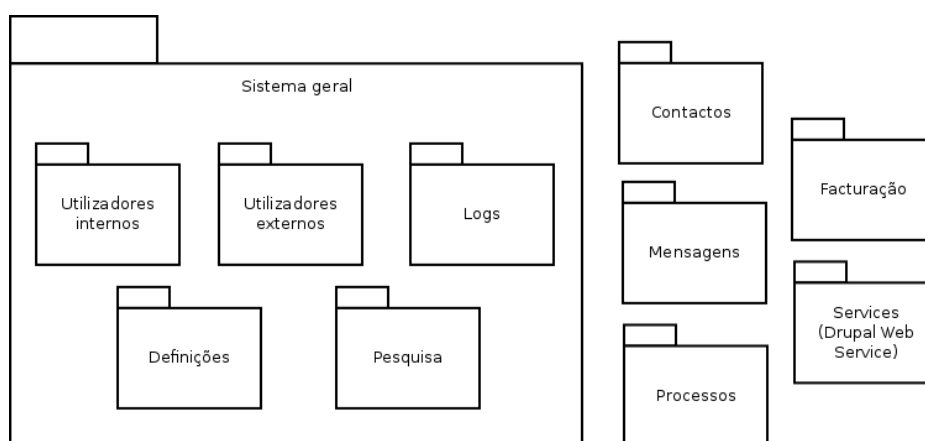 Sistema geral
Utilizadores
internos
Utilizadores
externos
Logs
Definições
Pesquisa
Contactos
Mensagens
Processos
Facturação
Services
(Drupal Web
Service)